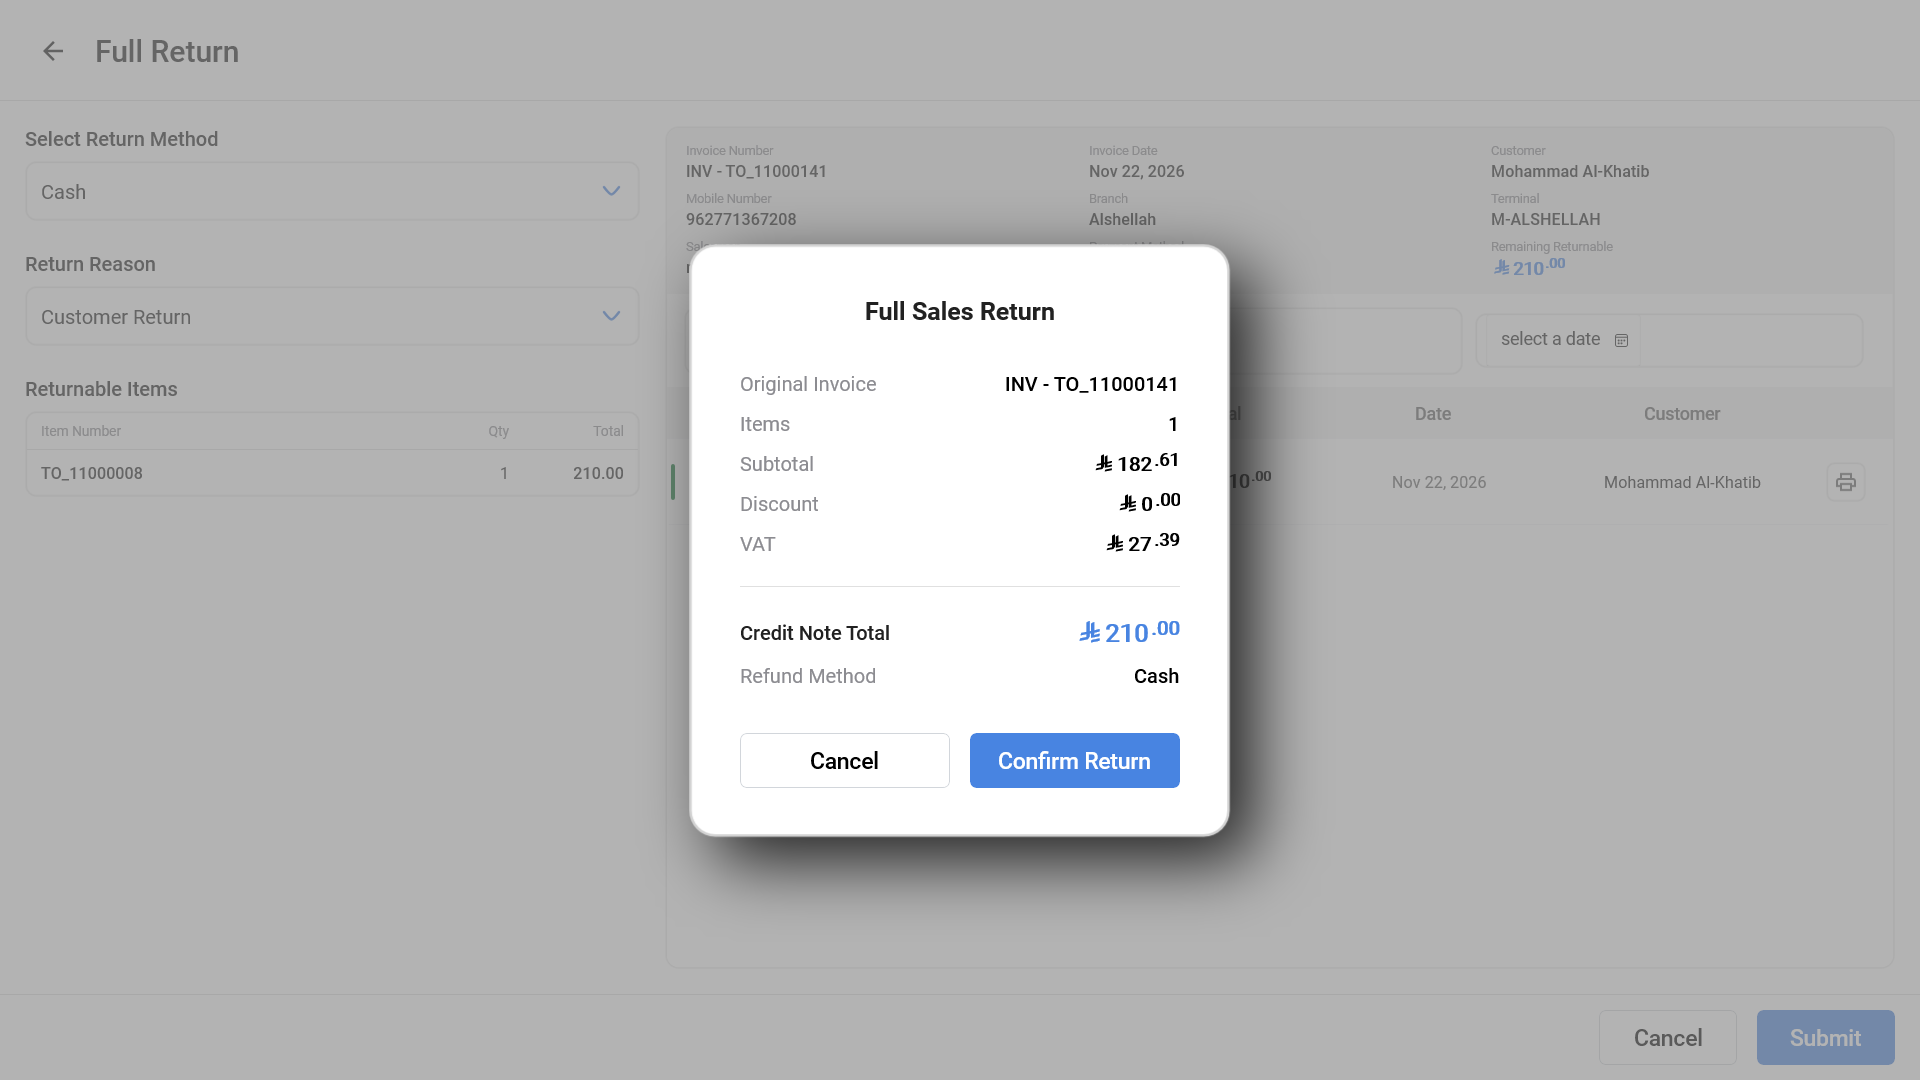 Full Return
Select Return Method
Cash
Return Reason
Customer Return
Returnable Items
Item Number Qty Total
TO_11000008 1 210.00
Invoice Number Invoice Date Customer
INV - TO_11000141 Nov 22, 2026 Mohammad Al-Khatib
Mobile Number Branch Terminal
962771367208 Alshellah M-ALSHELLAH
Remaining Returnable
210.00
select a date
Date Customer
Nov 22, 2026 Mohammad Al-Khatib
Full Sales Return
Original Invoice INV - TO_11000141
Items 1
Subtotal 182.61
Discount 0.00
VAT 27.39
Credit Note Total 210.00
Refund Method Cash
Cancel Confirm Return
Cancel Submit